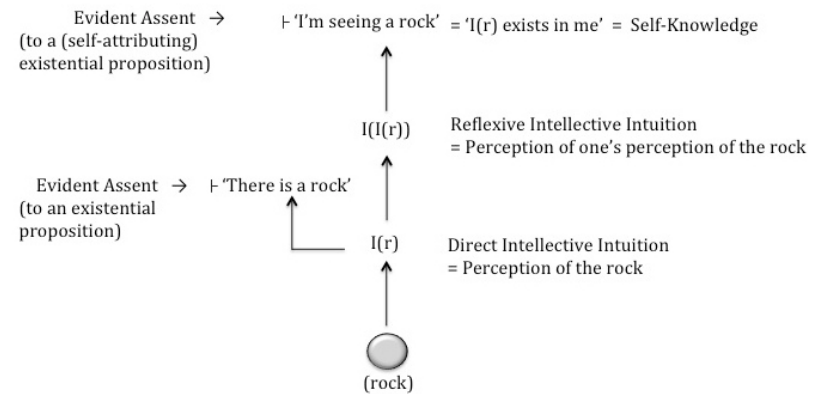 Evident Assent → ⊢ ‘I’m seeing a rock’ = ‘I(r) exists in me’ = Self-Knowledge
(to a (self-attributing)
existential proposition)
I(I(r)) Reflexive Intellective Intuition
= Perception of one’s perception of the rock
Evident Assent → ⊢ ‘There is a rock’
(to an existential
proposition)
I(r) Direct Intellective Intuition
= Perception of the rock
(rock)